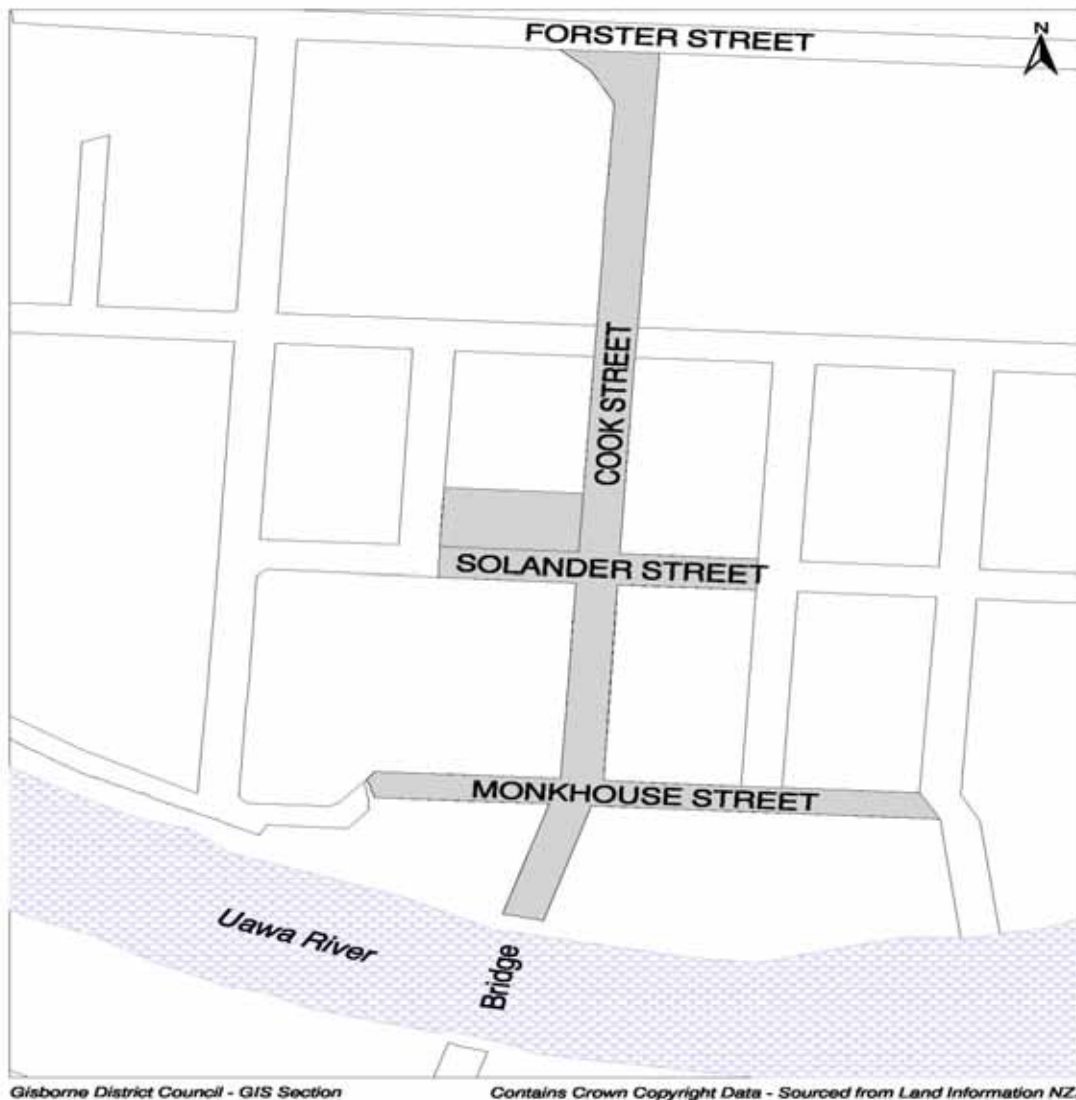 FORSTER STREET
N
COOK STREET
SOLANDER STREET
MONKHOUSE STREET
Uawa River
Bridge
Gisborne District Council - GIS Section
Contains Crown Copyright Data - Sourced from Land Information NZ.